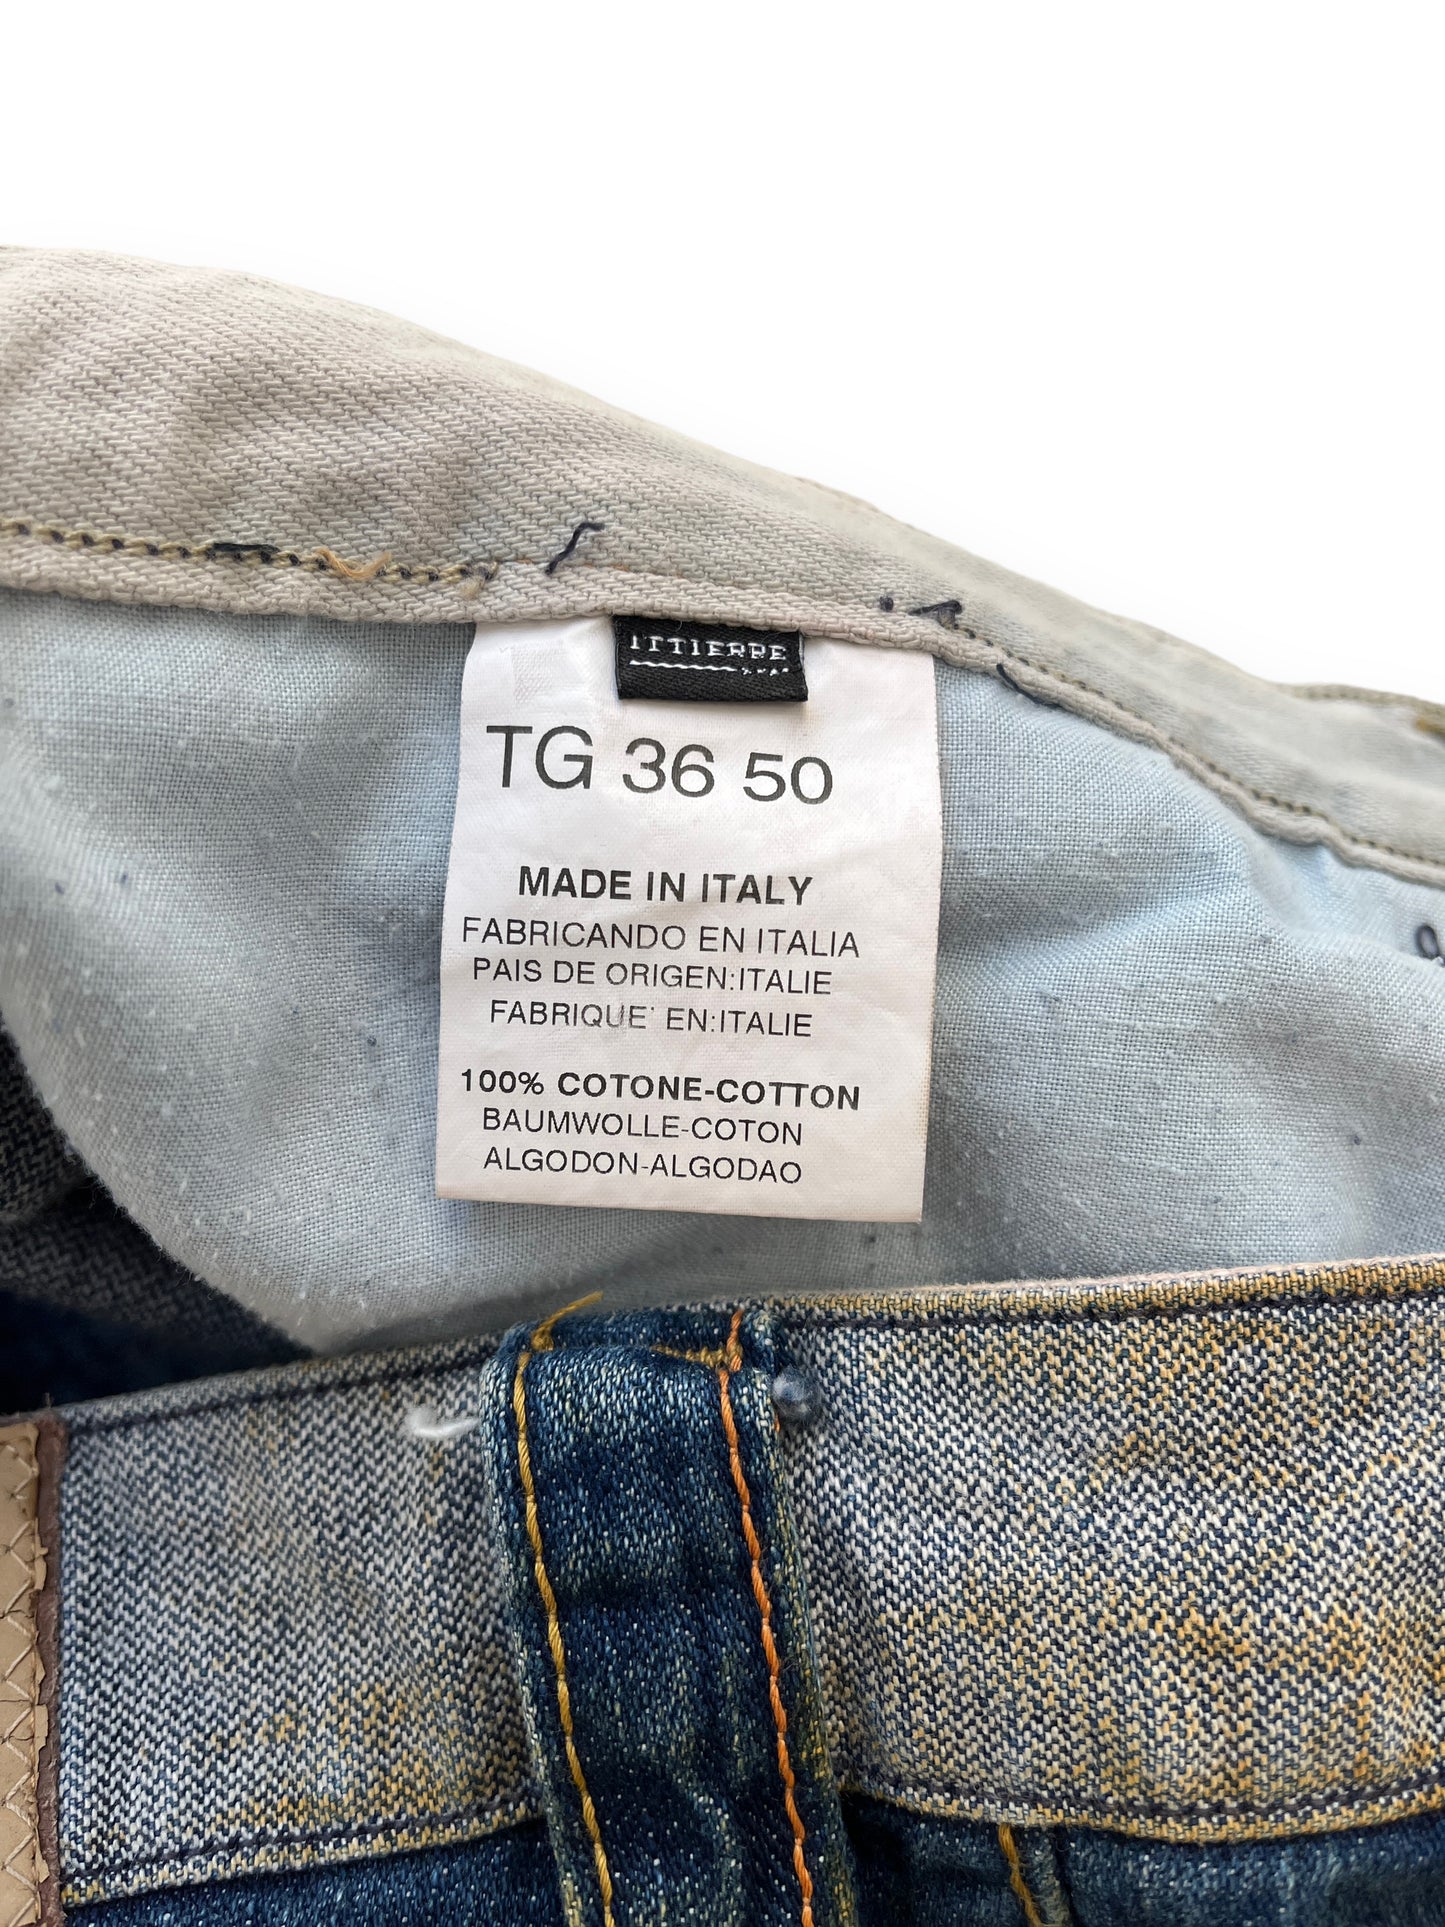 ITTIERRE
TG 36 50
MADE IN ITALY
FABRICANDO EN ITALIA
PAIS DE ORIGEN:ITALIE
FABRIQUE' EN:ITALIE
100% COTONE-COTTON
BAUMWOLLE-COTON
ALGODON-ALGODAO